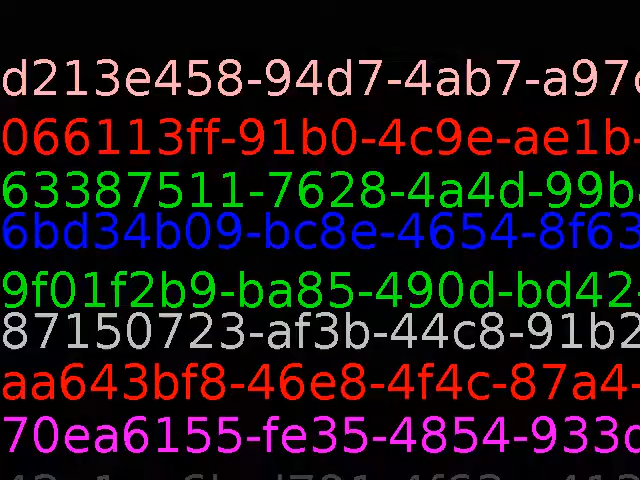 d213e458-94d7-4ab7-a97c
066113ff-91b0-4c9e-ae1b-
63387511-7628-4a4d-99b
6bd34b09-bc8e-4654-8f63
9f01f2b9-ba85-490d-bd42-
87150723-af3b-44c8-91b2
aa643bf8-46e8-4f4c-87a4-
70ea6155-fe35-4854-933